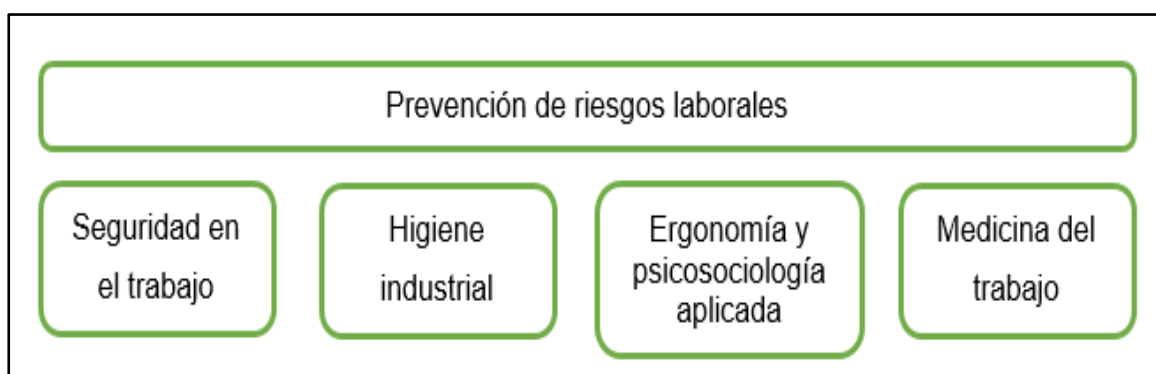 Prevención de riesgos laborales
Seguridad en
el trabajo
Higiene
industrial
Ergonomía y
psicosociología
aplicada
Medicina del
trabajo